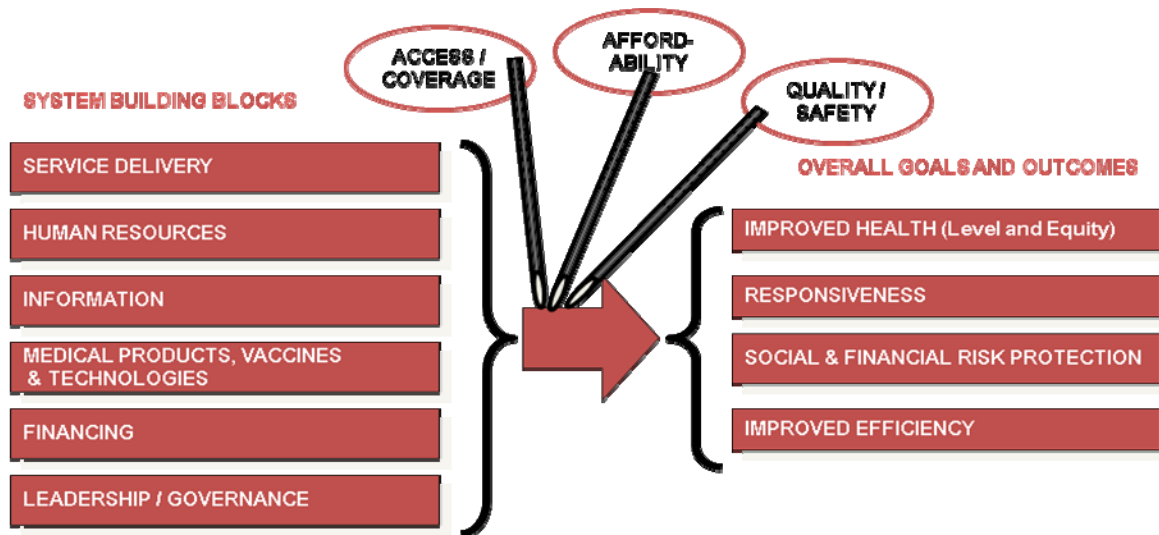 ACCESS /
COVERAGE
AFFORD-
ABILITY
QUALITY /
SAFETY
SYSTEM BUILDING BLOCKS
SERVICE DELIVERY
HUMAN RESOURCES
INFORMATION
MEDICAL PRODUCTS, VACCINES
& TECHNOLOGIES
FINANCING
LEADERSHIP / GOVERNANCE
OVERALL GOALS AND OUTCOMES
IMPROVED HEALTH (Level and Equity)
RESPONSIVENESS
SOCIAL & FINANCIAL RISK PROTECTION
IMPROVED EFFICIENCY